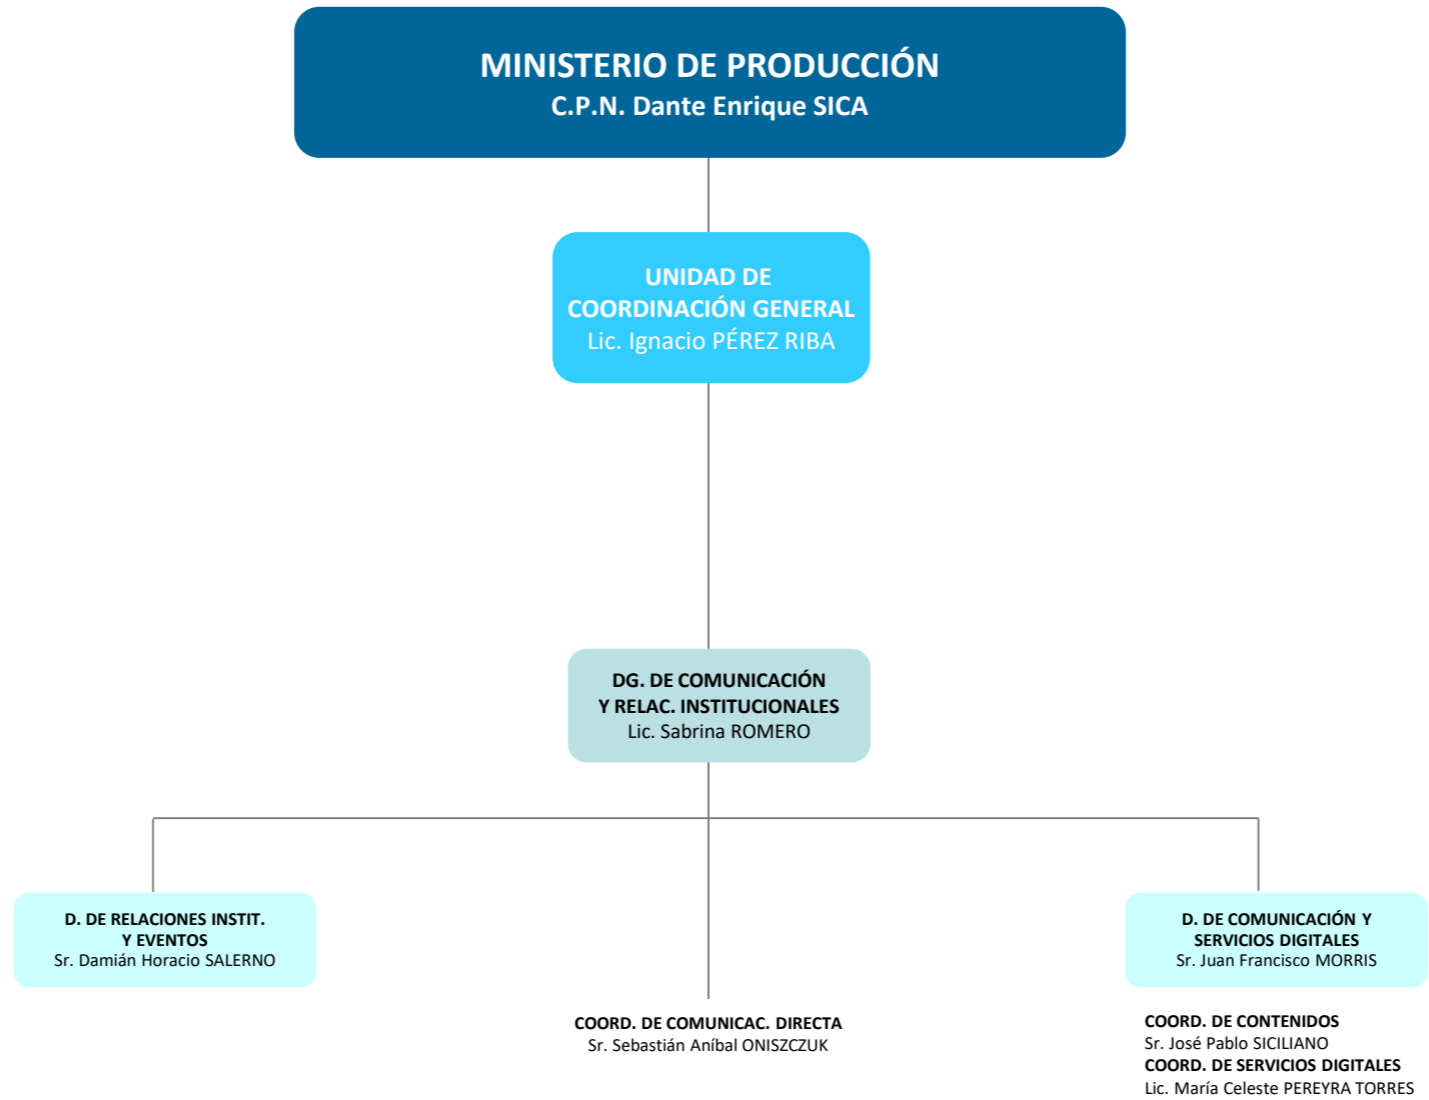 MINISTERIO DE PRODUCCIÓN
C.P.N. Dante Enrique SICA
UNIDAD DE
COORDINACIÓN GENERAL
Lic. Ignacio PÉREZ RIBA
DG. DE COMUNICACIÓN
Y RELAC. INSTITUCIONALES
Lic. Sabrina ROMERO
D. DE RELACIONES INSTIT.
Y EVENTOS
Sr. Damián Horacio SALERNO
COORD. DE COMUNICAC. DIRECTA
Sr. Sebastián Aníbal ONISZCZUK
D. DE COMUNICACIÓN Y
SERVICIOS DIGITALES
Sr. Juan Francisco MORRIS
COORD. DE CONTENIDOS
Sr. José Pablo SICILIANO
COORD. DE SERVICIOS DIGITALES
Lic. María Celeste PEREYRA TORRES